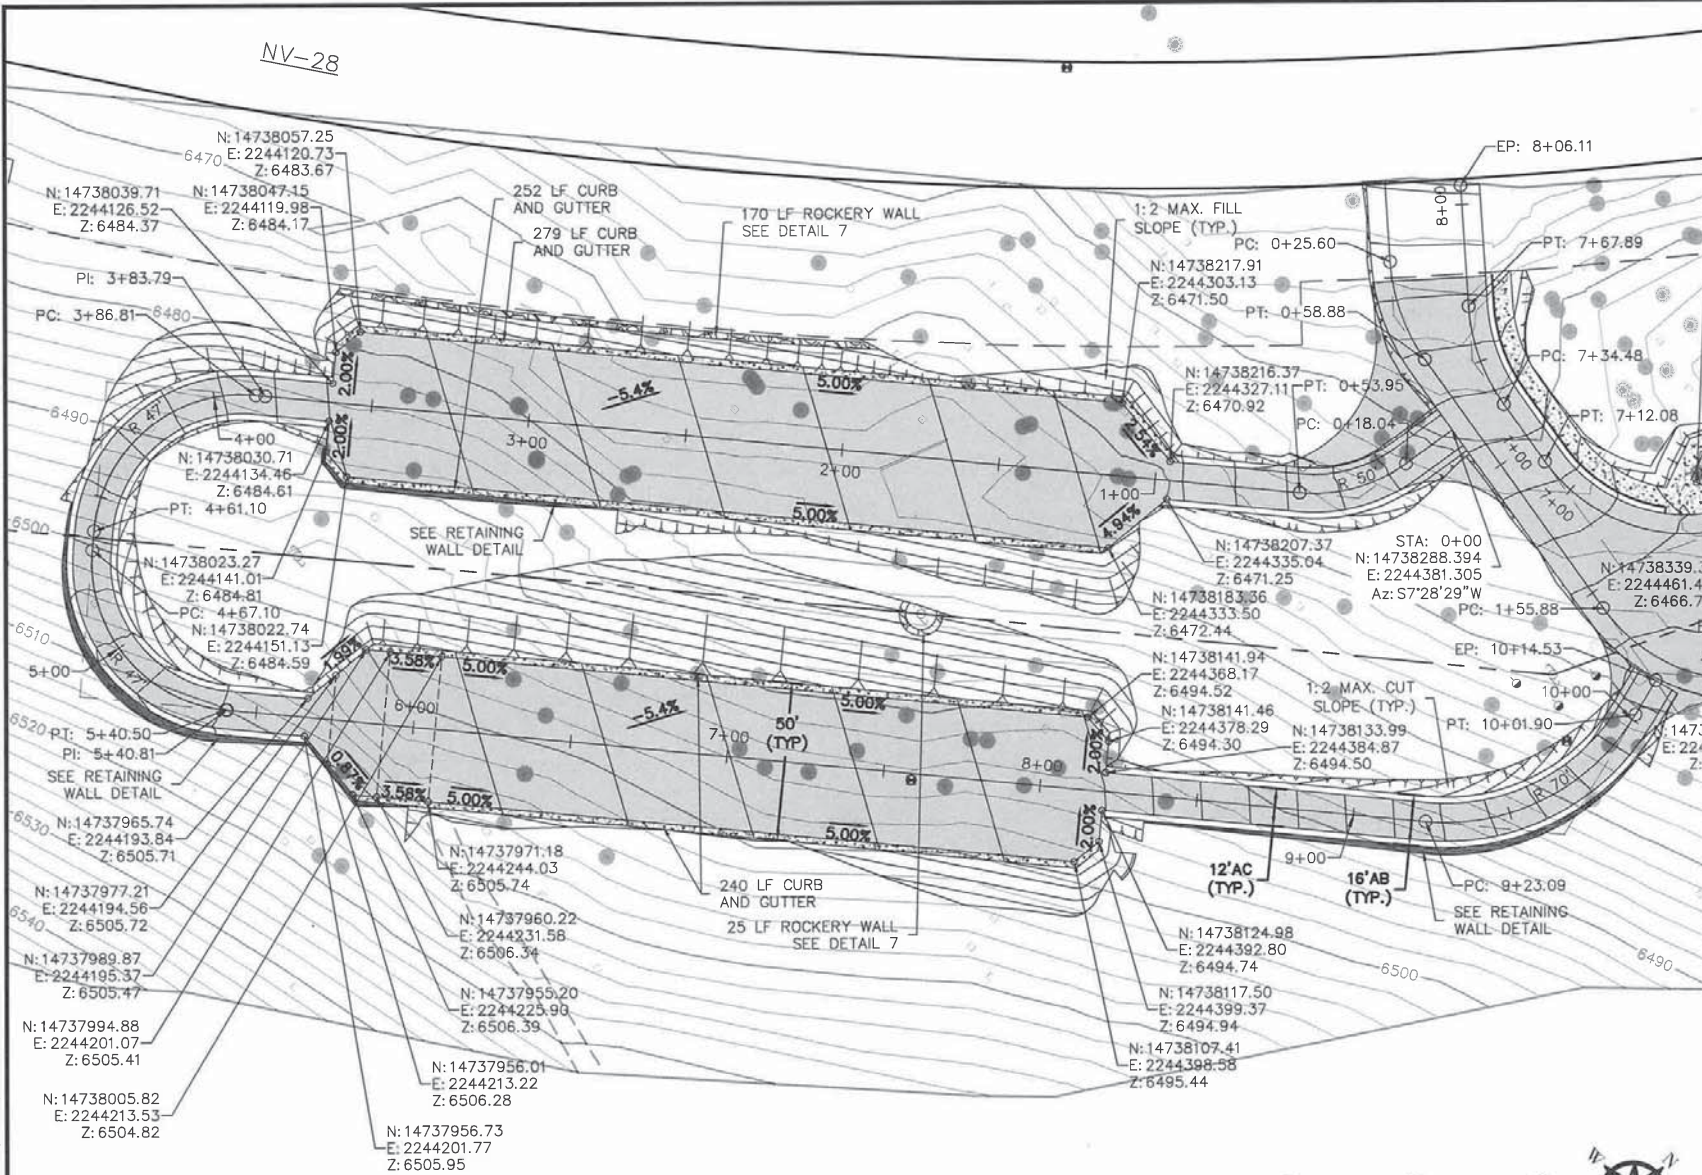 NV-28
N:14738057.25
E:2244120.73
Z:6483.67
6470
N:14738039.71
E:2244126.52
Z:6484.37
N:14738047.15
E:2244119.98
Z:6484.17
252 LF CURB
AND GUTTER
279 LF CURB
AND GUTTER
170 LF ROCKERY WALL
SEE DETAIL 7
1:2 MAX. FILL
SLOPE (TYP.)
EP: 8+06.11
8+00
PC: 0+25.60
PT: 7+67.89
N:14738217.91
E:2244303.13
Z:6471.50
PI: 3+83.79
PC: 3+86.81
6480
PT: 0+58.88
PC: 7+34.48
N:14738216.37
E:2244327.11
Z:6470.92
PT: 0+53.95
PC: 0+18.04
PT: 7+12.08
2.00%
-5.4%
5.00%
2.54%
6490
R 47'
4+00
2.00%
3+00
2+00
1+00
R 50'
1+00
7+00
N:14738030.71
E:2244134.46
Z:6484.61
PT: 4+61.10
6500
SEE RETAINING
WALL DETAIL
5.00%
4.94%
STA: 0+00
N:14738288.394
E:2244381.305
Az: S7°28'29"W
N:14738207.37
E:2244335.04
Z:6471.25
N:14738339.
E:2244461.4
Z:6466.7
N:14738023.27
E:2244141.01
Z:6484.81
PC: 4+67.10
N:14738183.36
E:2244333.50
Z:6472.44
PC: 1+55.88
N:14738022.74
E:2244151.13
Z:6484.59
6510
EP: 10+14.53
N:14738141.94
E:2244368.17
Z:6494.52
1.99%
3.58%
5.00%
5+00
R 47'
5.00%
1:2 MAX. CUT
SLOPE (TYP.)
10+00
PT: 10+01.90
6520
6+00
-5.4%
50'
(TYP)
7+00
N:14738141.46
E:2244378.29
Z:6494.30
N:14738133.99
E:2244384.87
Z:6494.50
PT: 5+40.50
PI: 5+40.81
SEE RETAINING
WALL DETAIL
0.87%
3.58%
5.00%
8+00
2.00%
R 70'
6530
N:14737965.74
E:2244193.84
Z:6505.71
5.00%
2.00%
9+00
N:14737971.18
E:2244244.03
Z:6505.74
240 LF CURB
AND GUTTER
12'AC
(TYP.)
16'AB
(TYP.)
PC: 9+23.09
SEE RETAINING
WALL DETAIL
N:14737977.21
E:2244194.56
Z:6505.72
6540
N:14737960.22
E:2244231.58
Z:6506.34
25 LF ROCKERY WALL
SEE DETAIL 7
N:14738124.98
E:2244392.80
Z:6494.74
6500
6490
N:14737989.87
E:2244195.37
Z:6505.47
N:14737955.20
E:2244225.90
Z:6506.39
N:14738117.50
E:2244399.37
Z:6494.94
N:14737994.88
E:2244201.07
Z:6505.41
N:14738107.41
E:2244398.58
Z:6495.44
N:14737956.01
E:2244213.22
Z:6506.28
N:14738005.82
E:2244213.53
Z:6504.82
N:14737956.73
E:2244201.77
Z:6505.95
W
N